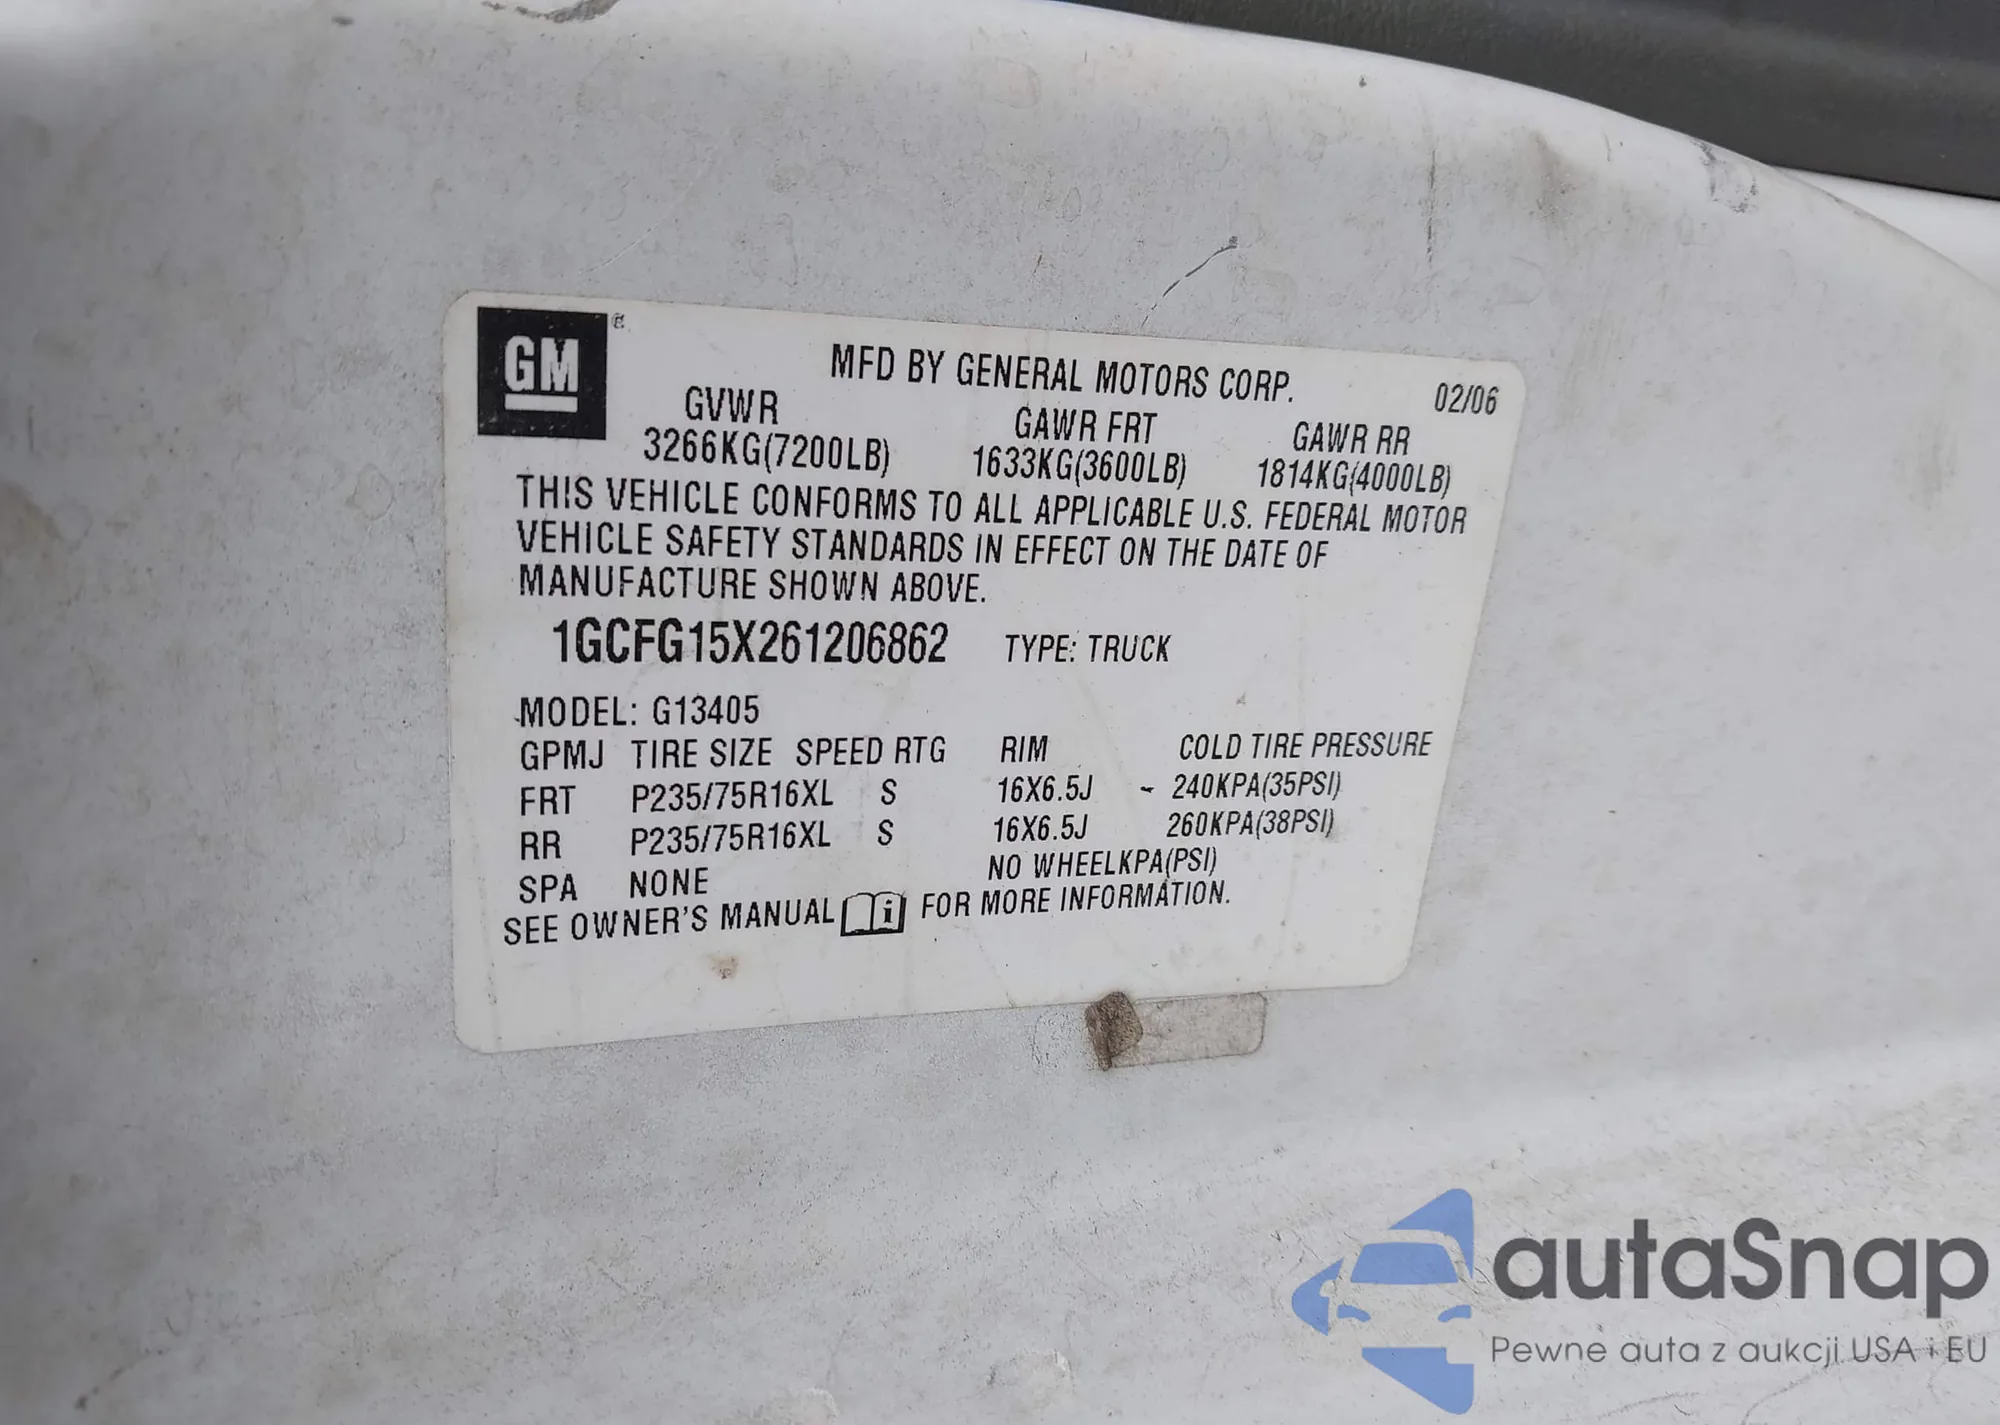 GM
MFD BY GENERAL MOTORS CORP. 02/06
GVWR GAWR FRT GAWR RR
3266KG(7200LB) 1633KG(3600LB) 1814KG(4000LB)
THIS VEHICLE CONFORMS TO ALL APPLICABLE U.S. FEDERAL MOTOR
VEHICLE SAFETY STANDARDS IN EFFECT ON THE DATE OF
MANUFACTURE SHOWN ABOVE.
1GCFG15X261206862 TYPE: TRUCK
MODEL: G13405
GPMJ TIRE SIZE SPEED RTG RIM COLD TIRE PRESSURE
FRT P235/75R16XL S 16X6.5J - 240KPA(35PSI)
RR P235/75R16XL S 16X6.5J 260KPA(38PSI)
SPA NONE NO WHEELKPA(PSI)
SEE OWNER'S MANUAL i FOR MORE INFORMATION.
autaSnap
Pewne auta z aukcji USA i EU